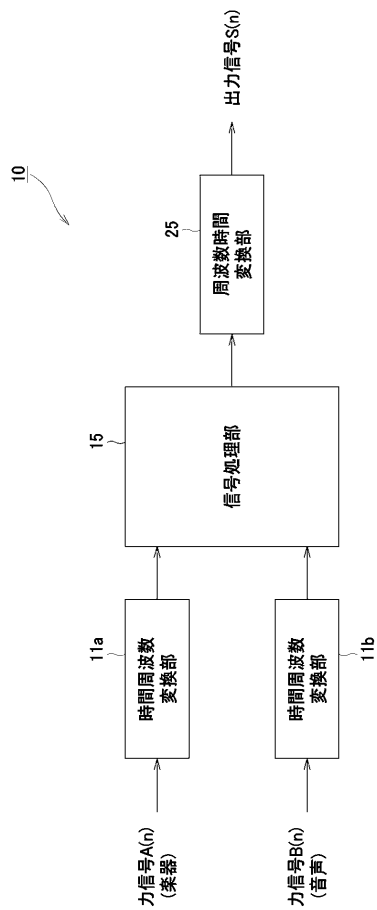 10
力信号A(n)
(楽器)
11a
時間周波数
変換部
力信号B(n)
(音声)
11b
時間周波数
変換部
15
信号処理部
25
周波数時間
変換部
出力信号S(n)